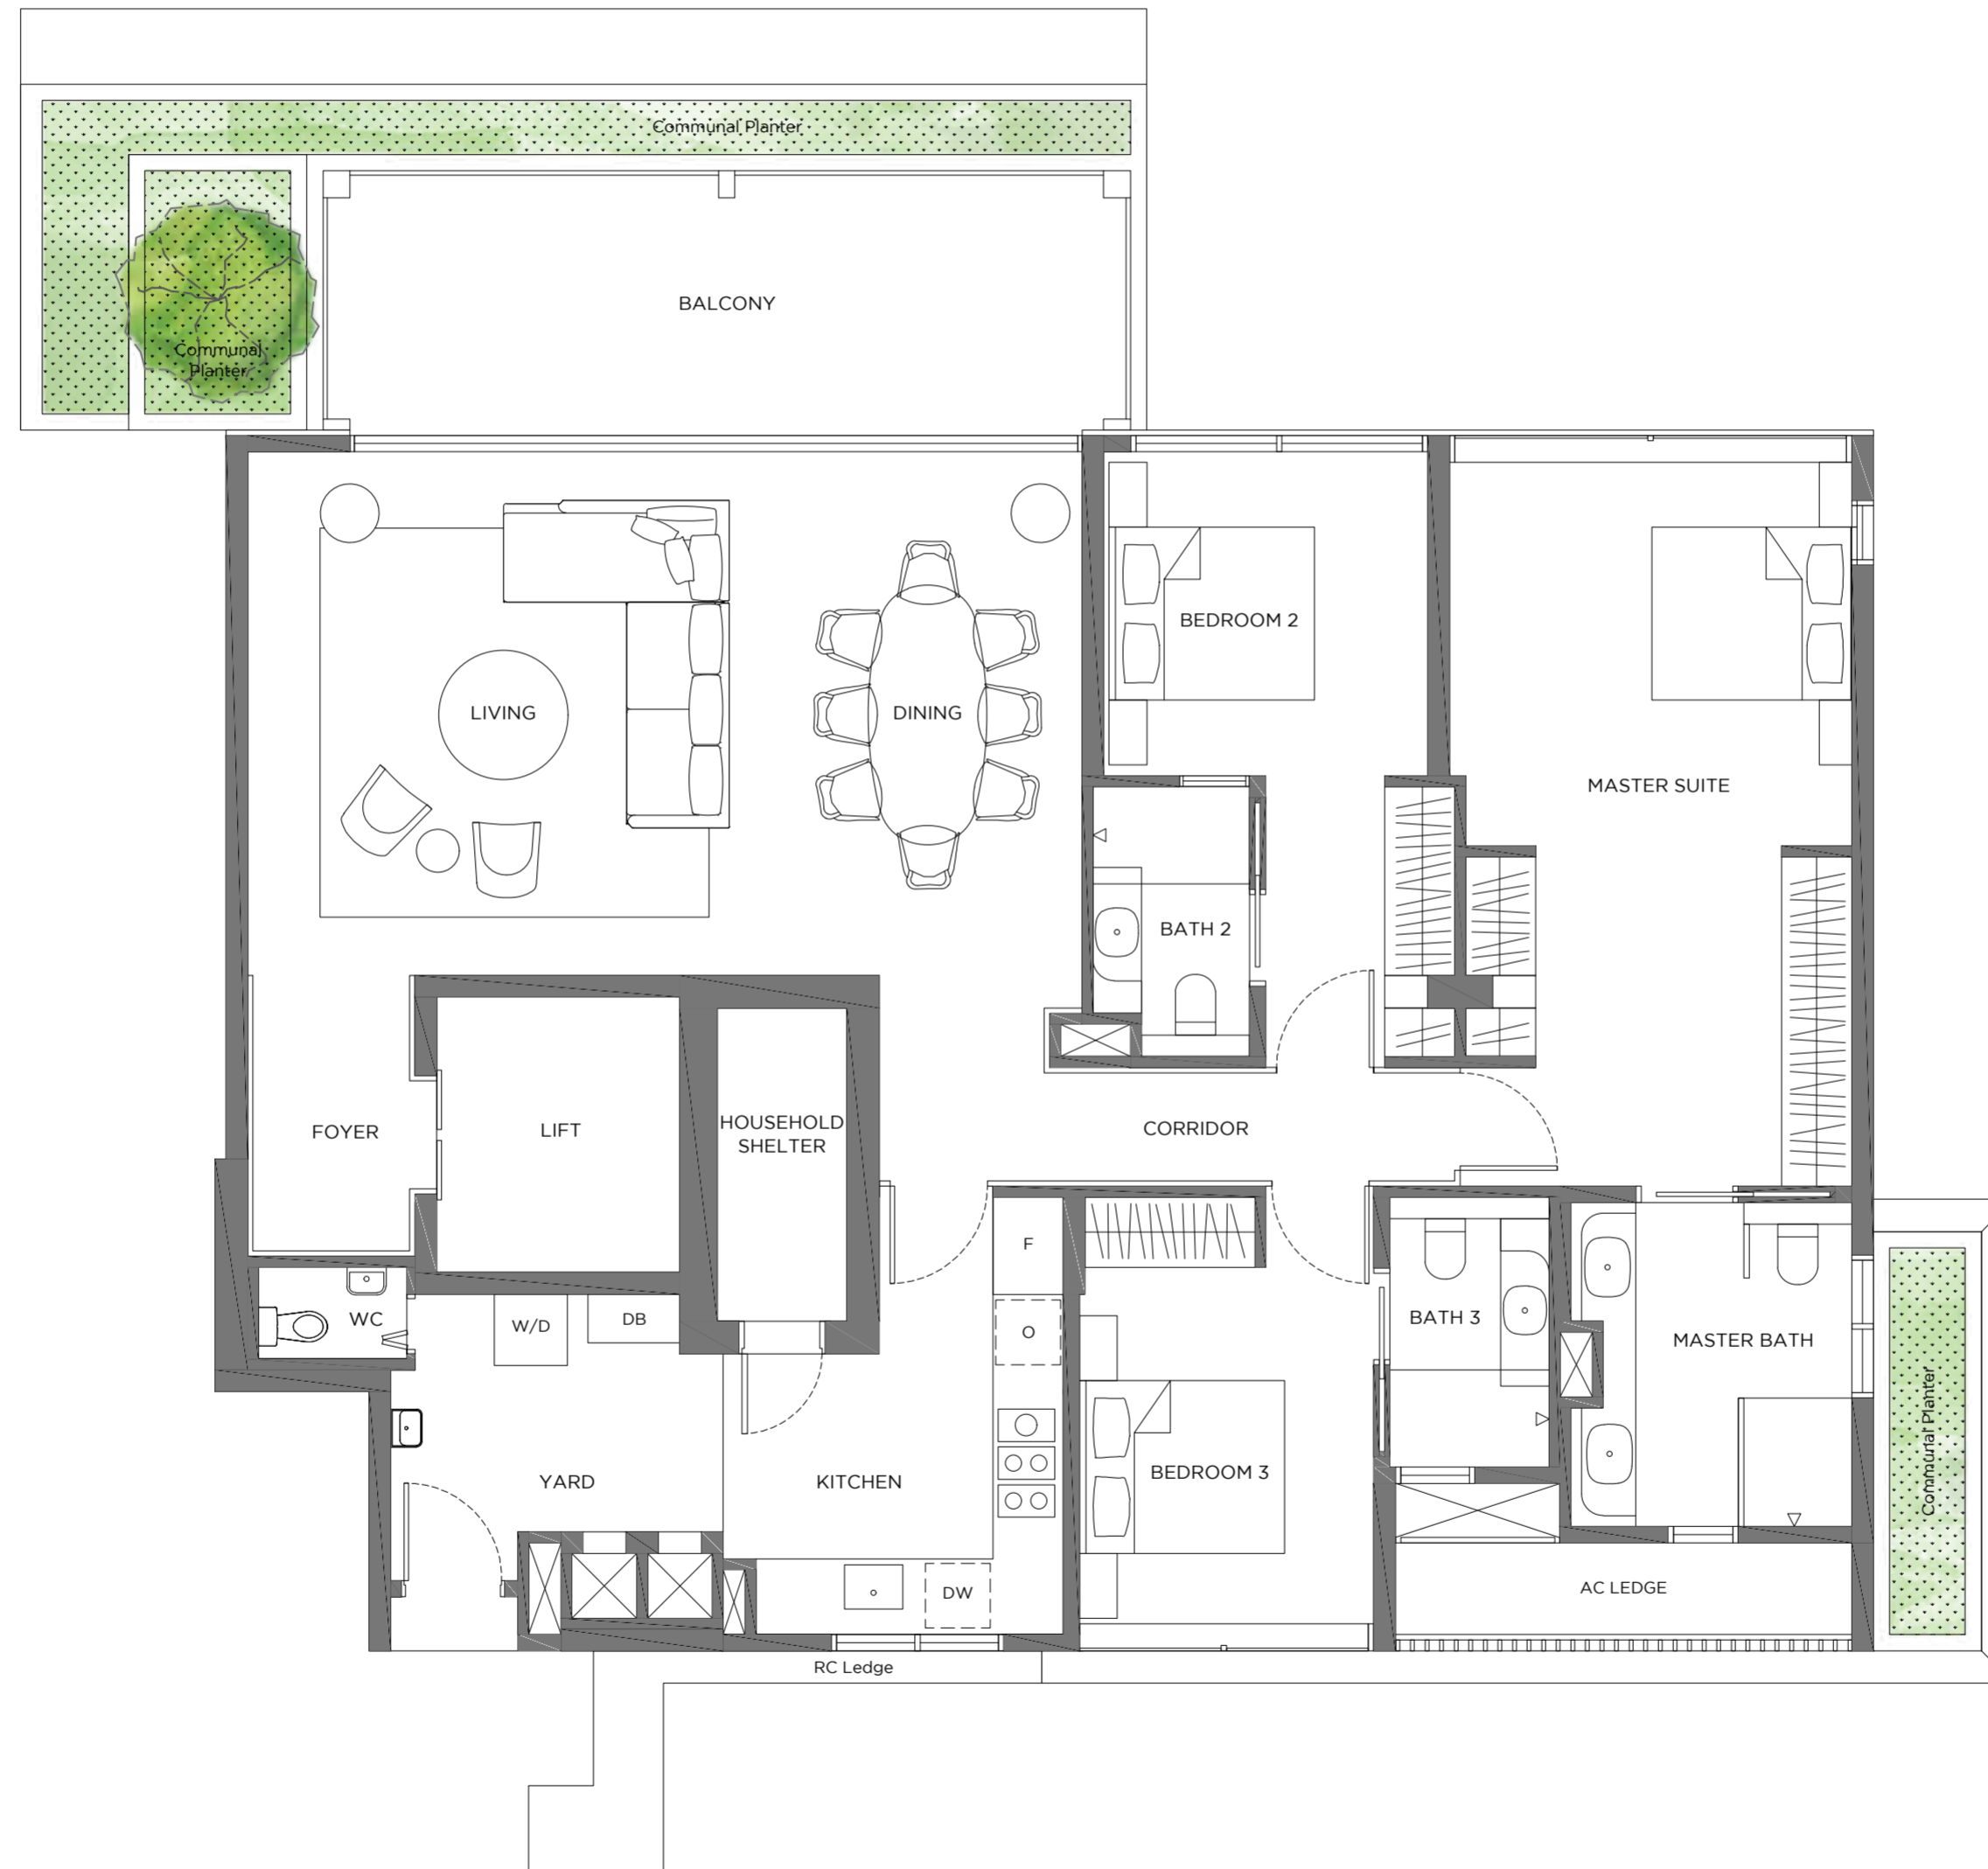 Communal Planter
BALCONY
Communal
Planter
BEDROOM 2
LIVING
DINING
MASTER SUITE
BATH 2
FOYER
LIFT
HOUSEHOLD
SHELTER
CORRIDOR
F
WC
W/D
DB
O
BATH 3
MASTER BATH
Communal Planter
YARD
KITCHEN
BEDROOM 3
DW
AC LEDGE
RC Ledge